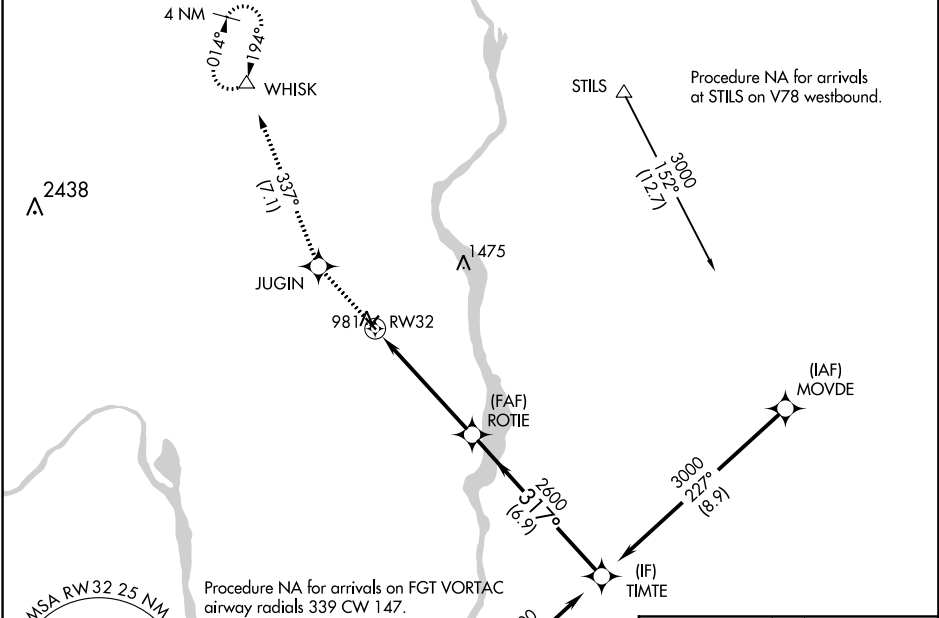 4 NM
014°
194°
WHISK
STILS
Procedure NA for arrivals
at STILS on V78 westbound.
3000
152°
(12.7)
2438
337°
(7.1)
1475
JUGIN
981
RW32
(IAF)
MOVDE
(FAF)
ROTIE
3000
227°
(8.9)
2600
317°
(6.9)
(IF)
TIMTE
MSA RW32 25 NM
Procedure NA for arrivals on FGT VORTAC
airway radials 339 CW 147.